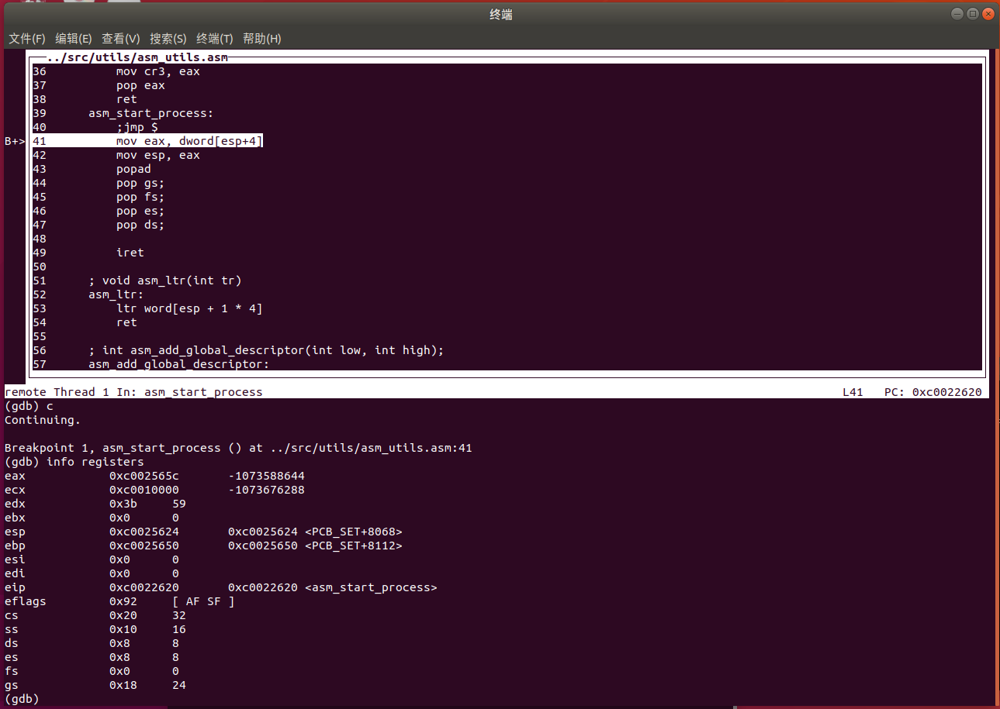 终端
文件(F) 编辑(E) 查看(V) 搜索(S) 终端(T) 帮助(H)
../src/utils/asm_utils.asm
36 mov cr3, eax
37 pop eax
38 ret
39 asm_start_process:
40 ;jmp $
B+> 41 mov eax, dword[esp+4]
42 mov esp, eax
43 popad
44 pop gs;
45 pop fs;
46 pop es;
47 pop ds;
48
49 iret
50
51 ; void asm_ltr(int tr)
52 asm_ltr:
53 ltr word[esp + 1 * 4]
54 ret
55
56 ; int asm_add_global_descriptor(int low, int high);
57 asm_add_global_descriptor:
remote Thread 1 In: asm_start_process L41 PC: 0xc0022620
(gdb) c
Continuing.
Breakpoint 1, asm_start_process () at ../src/utils/asm_utils.asm:41
(gdb) info registers
eax 0xc002565c -1073588644
ecx 0xc0010000 -1073676288
edx 0x3b 59
ebx 0x0 0
esp 0xc0025624 0xc0025624 <PCB_SET+8068>
ebp 0xc0025650 0xc0025650 <PCB_SET+8112>
esi 0x0 0
edi 0x0 0
eip 0xc0022620 0xc0022620 <asm_start_process>
eflags 0x92 [ AF SF ]
cs 0x20 32
ss 0x10 16
ds 0x8 8
es 0x8 8
fs 0x0 0
gs 0x18 24
(gdb)